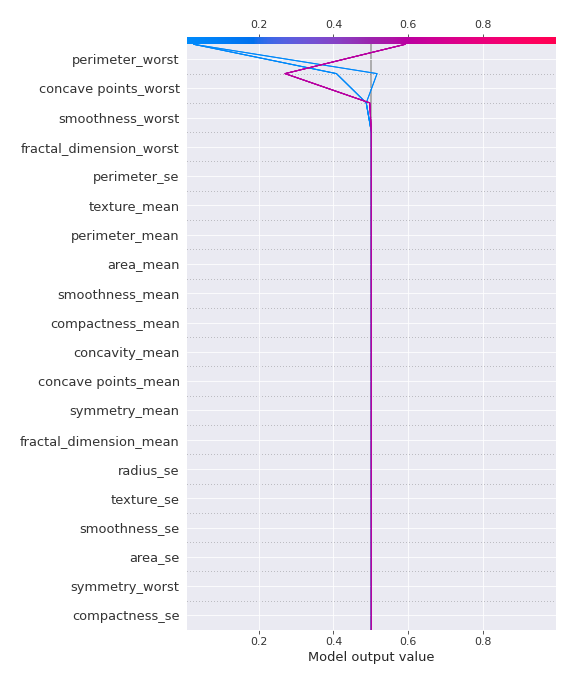 0.2 0.4 0.6 0.8
perimeter_worst
concave points_worst
smoothness_worst
fractal_dimension_worst
perimeter_se
texture_mean
perimeter_mean
area_mean
smoothness_mean
compactness_mean
concavity_mean
concave points_mean
symmetry_mean
fractal_dimension_mean
radius_se
texture_se
smoothness_se
area_se
symmetry_worst
compactness_se
0.2 0.4 0.6 0.8
Model output value